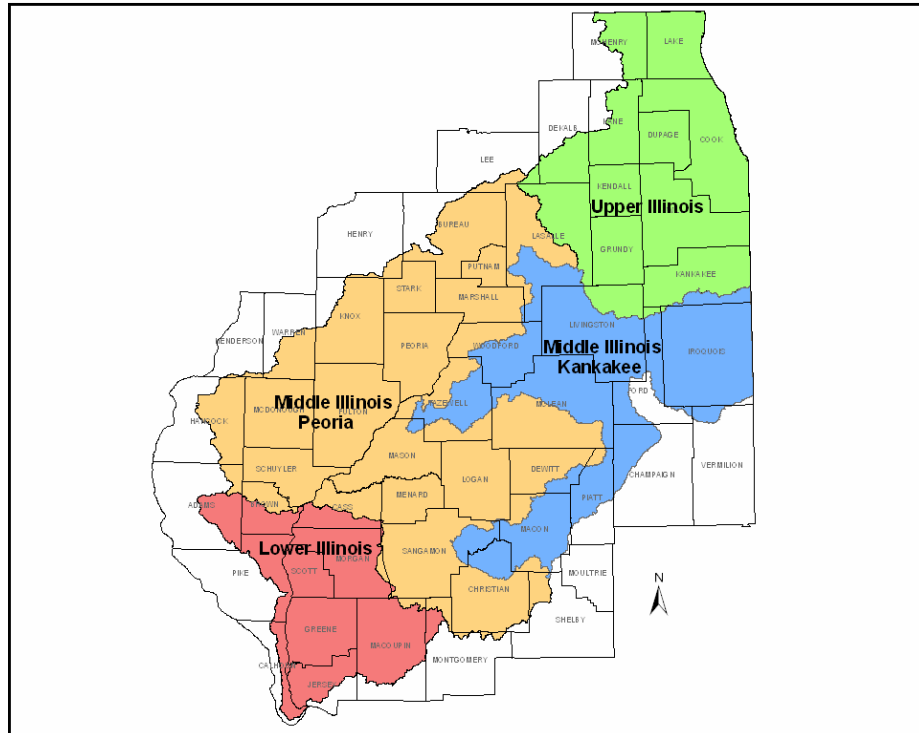 MCHENRY
LAKE
DEKALB
KANE
DUPAGE
COOK
LEE
KENDALL
Upper Illinois
BUREAU
LASALLE
HENRY
GRUNDY
PUTNAM
KANKAKEE
STARK
MARSHALL
KNOX
LIVINGSTON
WARREN
HENDERSON
PEORIA
WOODFORD
Middle Illinois
Kankakee
IROQUOIS
FORD
TAZEWELL
MCLEAN
Middle Illinois
Peoria
HANCOCK
MCDONOUGH
FULTON
MASON
SCHUYLER
LOGAN
DEWITT
CHAMPAIGN
VERMILION
MENARD
PIATT
ADAMS
BROWN
CASS
MACON
Lower Illinois
SANGAMON
MORGAN
PIKE
SCOTT
MOULTRIE
CHRISTIAN
N
SHELBY
GREENE
MACOUPIN
MONTGOMERY
CALHOUN
JERSEY